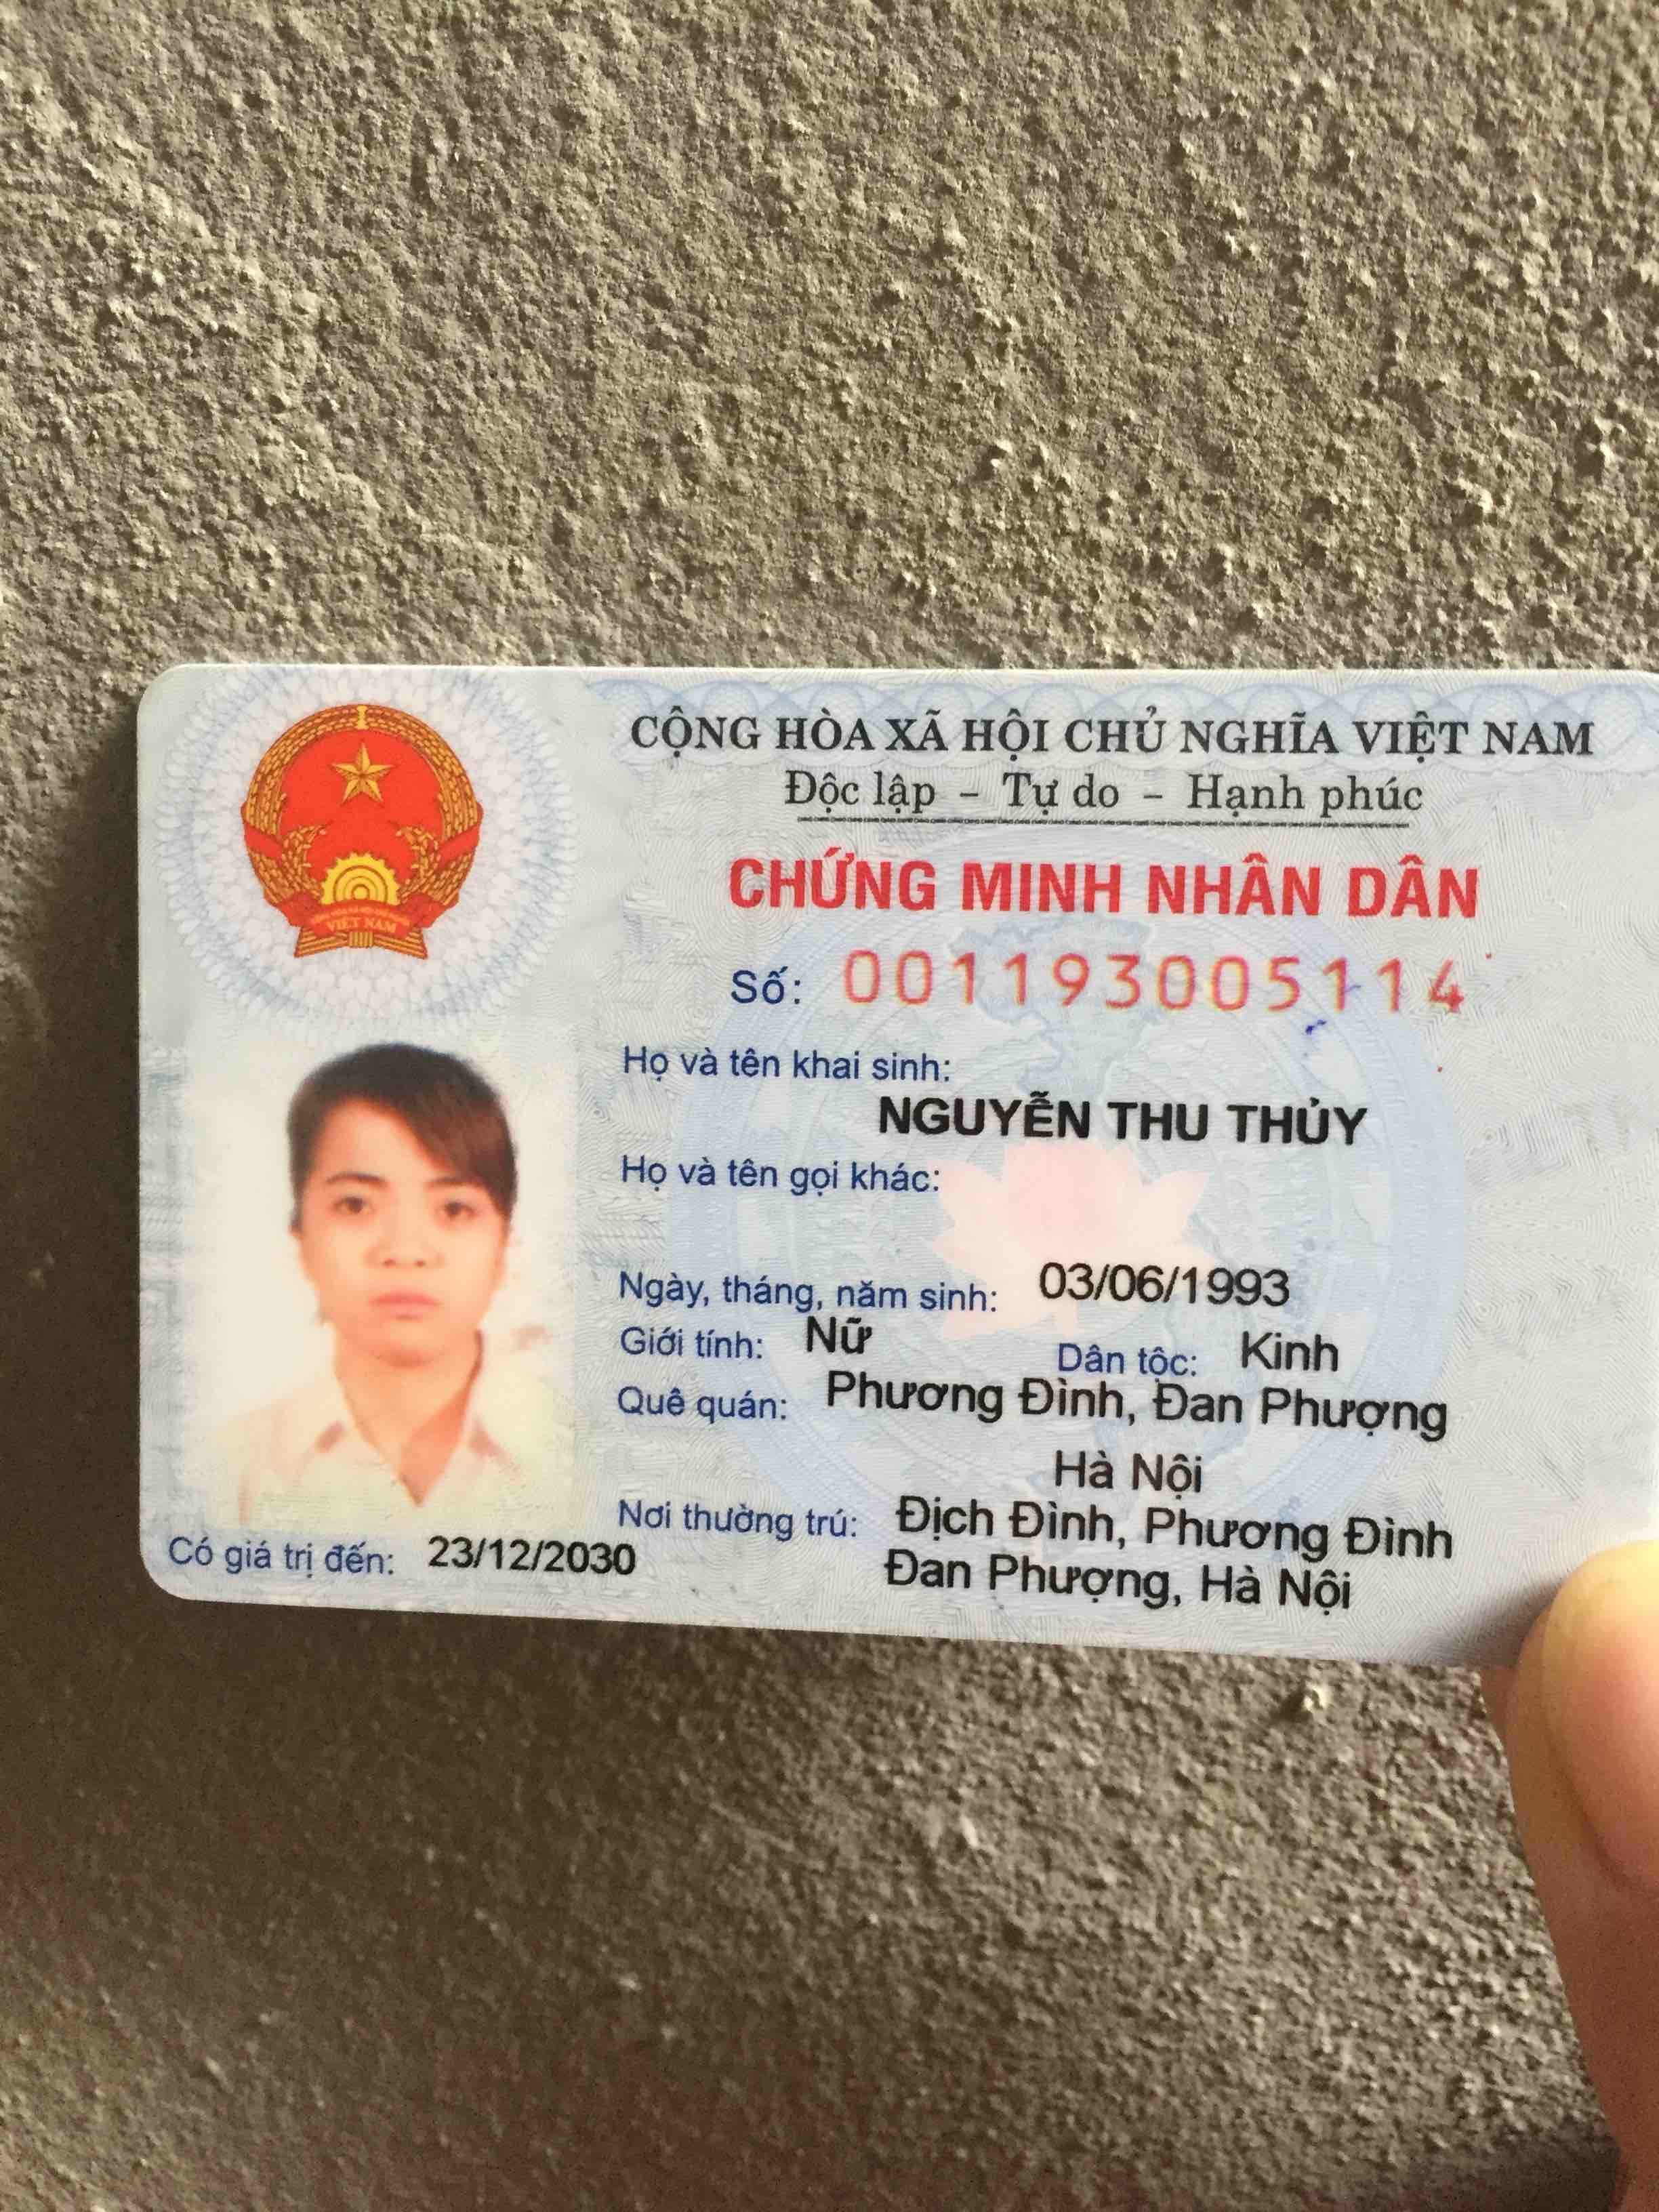 CỘNG HÒA XÃ HỘI CHỦ NGHĨA VIỆT NAM
Độc lập - Tự do - Hạnh phúc
CHỨNG MINH NHÂN DÂN
Số: 001193005114
Họ và tên khai sinh:
NGUYỄN THU THỦY
Họ và tên gọi khác:
Ngày, tháng, năm sinh: 03/06/1993
Giới tính: Nữ Dân tộc: Kinh
Quê quán: Phương Đình, Đan Phượng
Hà Nội
Nơi thường trú: Địch Đình, Phương Đình
Đan Phượng, Hà Nội
Có giá trị đến: 23/12/2030
VIỆT NAM